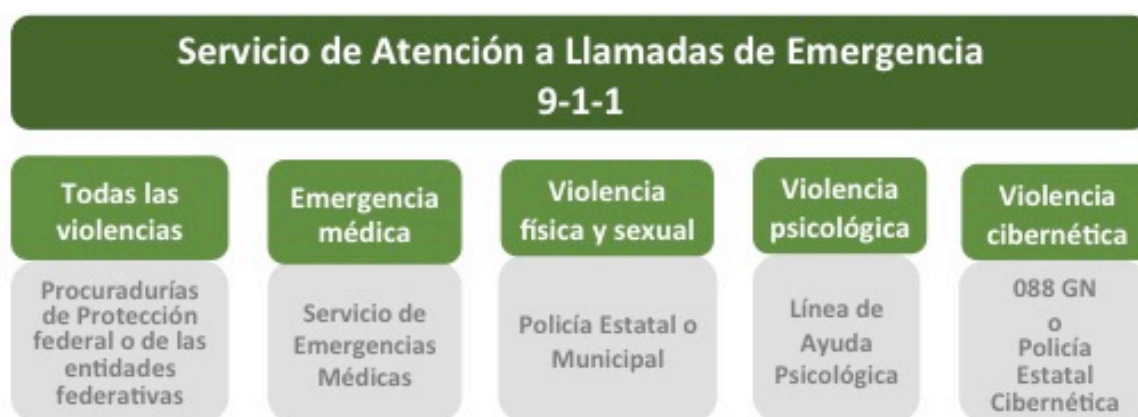 Servicio de Atención a Llamadas de Emergencia
9-1-1
Todas las
violencias
Procuradurías
de Protección
federal o de las
entidades
federativas
Emergencia
médica
Servicio de
Emergencias
Médicas
Violencia
física y sexual
Policía Estatal o
Municipal
Violencia
psicológica
Línea de
Ayuda
Psicológica
Violencia
cibernética
088 GN
o
Policía
Estatal
Cibernética